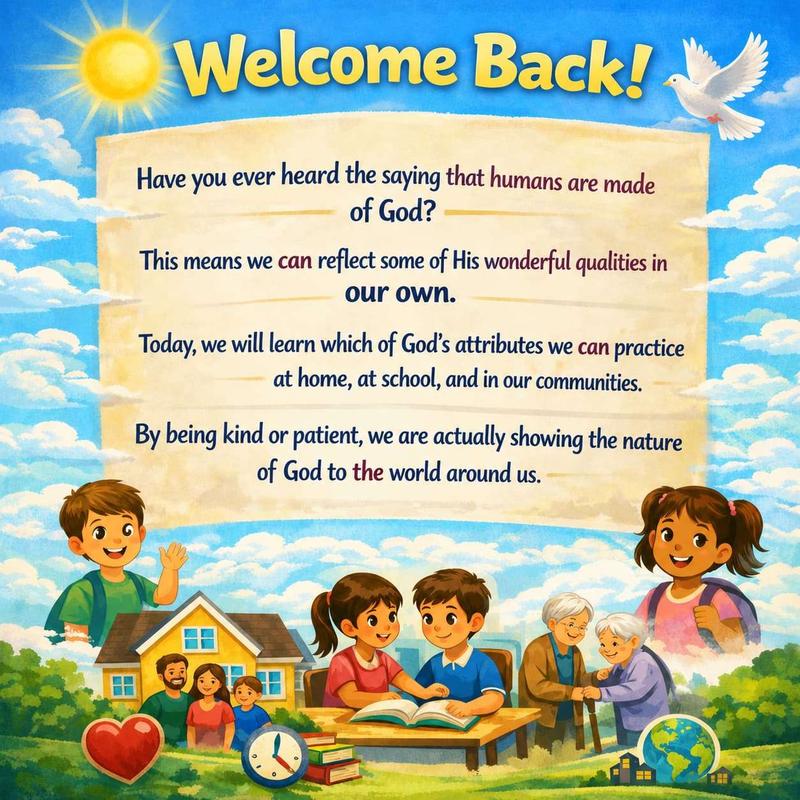 Welcome Back!
Have you ever heard the saying that humans are made
of God?
This means we can reflect some of His wonderful qualities in
our own.
Today, we will learn which of God's attributes we can practice
at home, at school, and in our communities.
By being kind or patient, we are actually showing the nature
of God to the world around us.